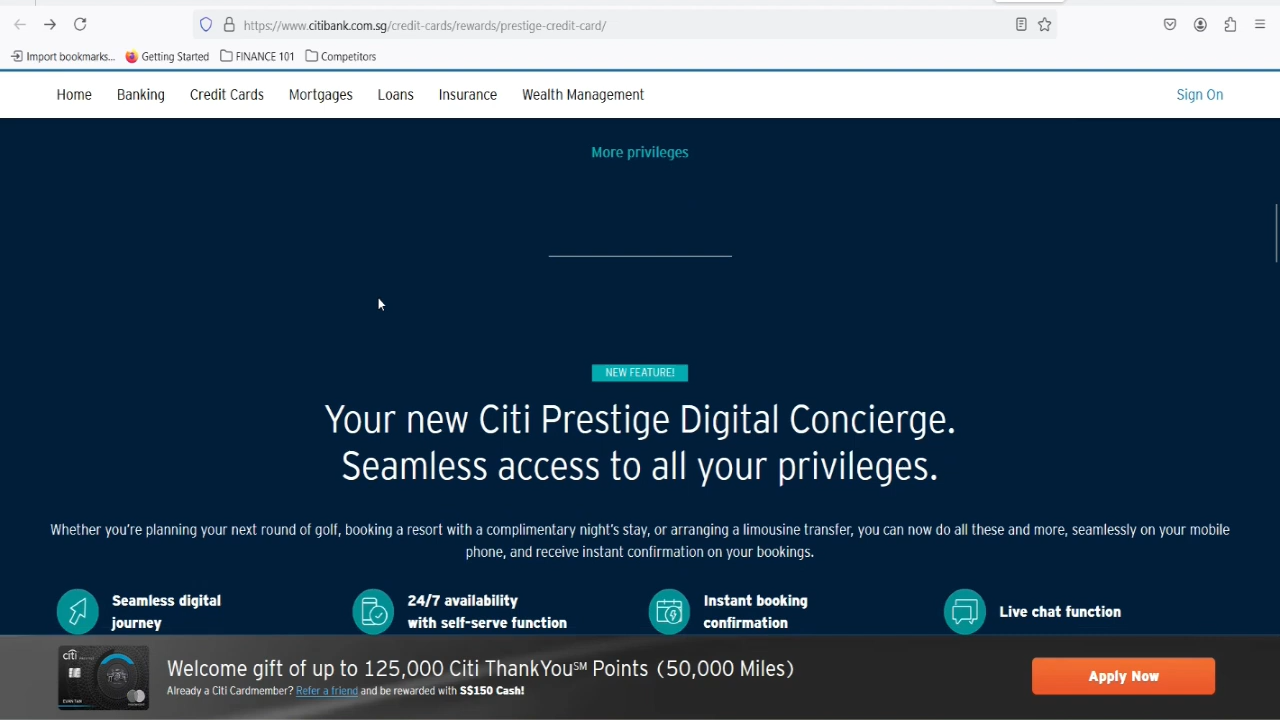 https://www.citibank.com.sg/credit-cards/rewards/prestige-credit-card/
Import bookmarks... Getting Started FINANCE 101 Competitors
Home Banking Credit Cards Mortgages Loans Insurance Wealth Management Sign On
More privileges
NEW FEATURE!
Your new Citi Prestige Digital Concierge.
Seamless access to all your privileges.
Whether you're planning your next round of golf, booking a resort with a complimentary night's stay, or arranging a limousine transfer, you can now do all these and more, seamlessly on your mobile
phone, and receive instant confirmation on your bookings.
Seamless digital
journey
24/7 availability
with self-serve function
Instant booking
confirmation
Live chat function
citi
Welcome gift of up to 125,000 Citi ThankYou℠ Points (50,000 Miles)
Already a Citi Cardmember? Refer a friend and be rewarded with S$150 Cash!
Apply Now